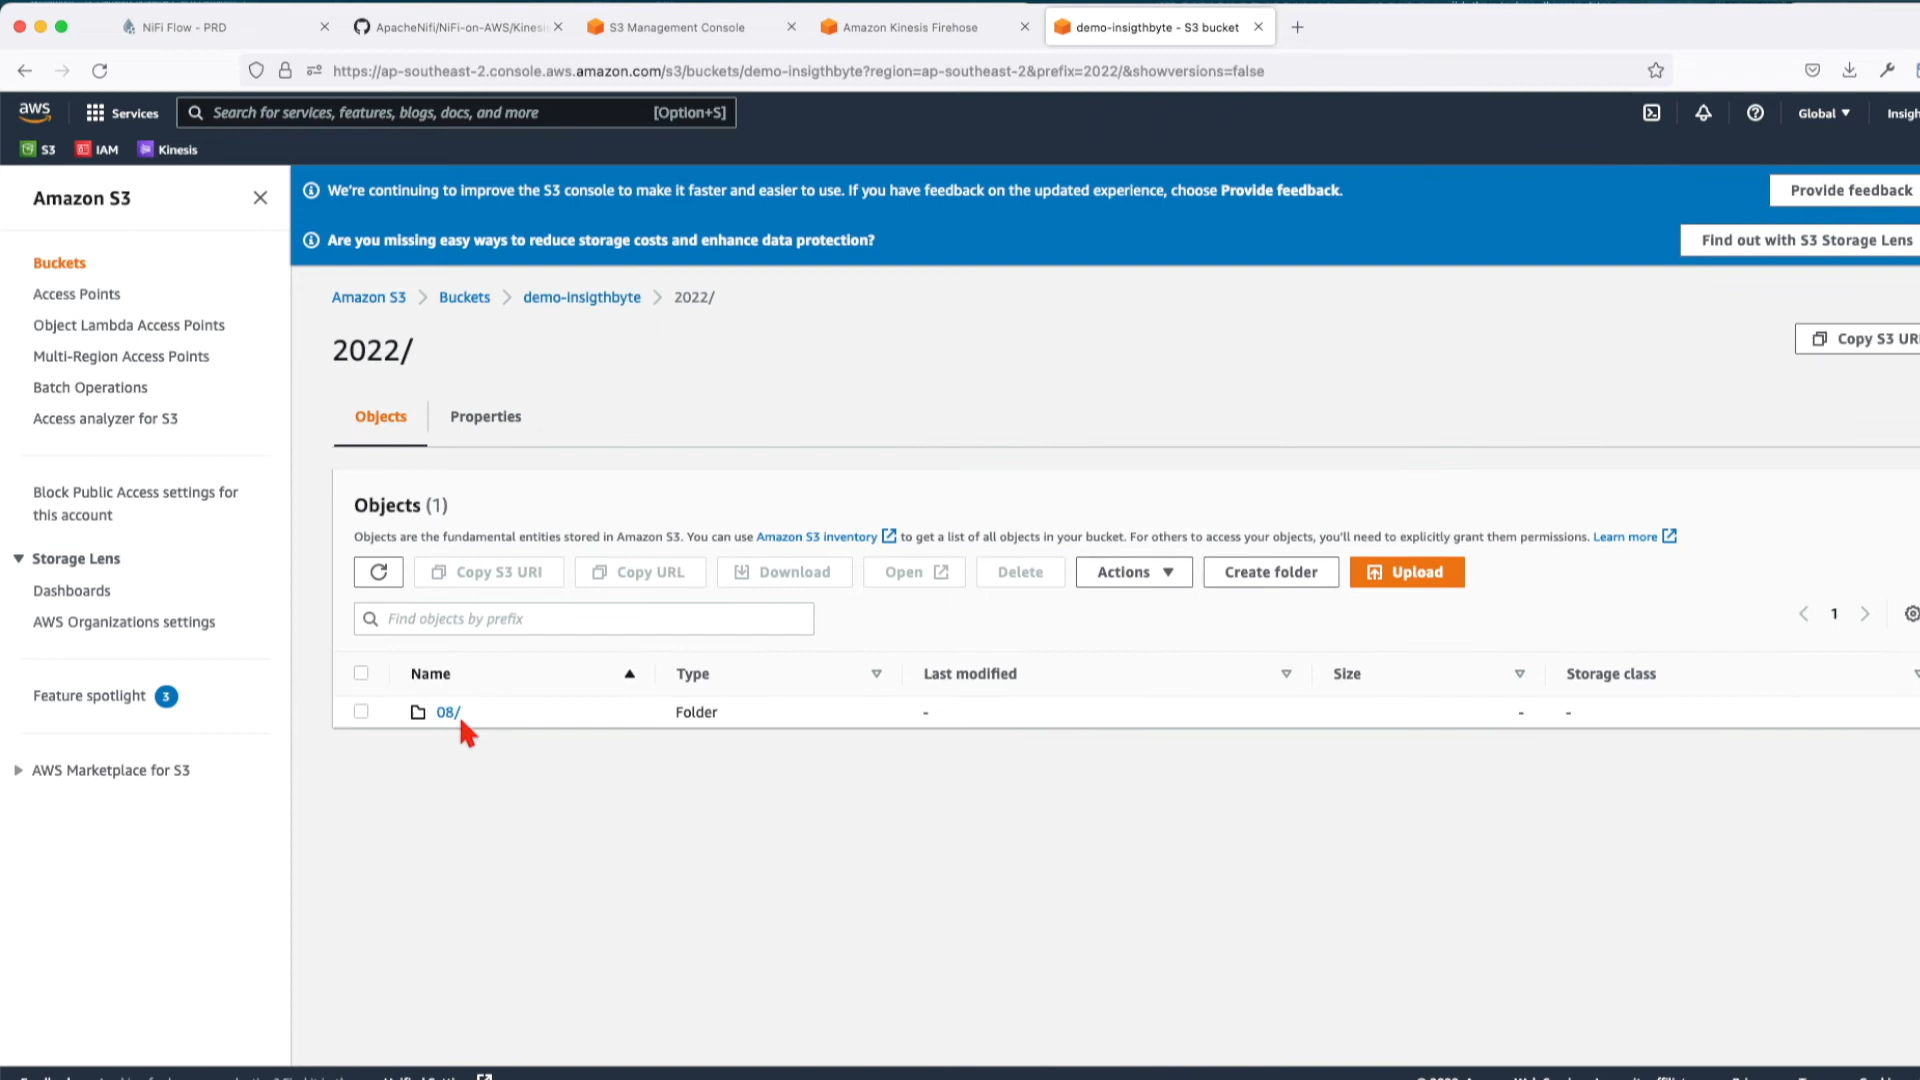 NiFi Flow - PRD
ApacheNifi/NiFi-on-AWS/Kinesi
S3 Management Console
Amazon Kinesis Firehose
demo-insigthbyte - S3 bucket
https://ap-southeast-2.console.aws.amazon.com/s3/buckets/demo-insigthbyte?region=ap-southeast-2&prefix=2022/&showversions=false
aws
Services
Search for services, features, blogs, docs, and more
[Option+S]
Global
Insigh
S3
IAM
Kinesis
Amazon S3
Buckets
Access Points
Object Lambda Access Points
Multi-Region Access Points
Batch Operations
Access analyzer for S3
Block Public Access settings for
this account
Storage Lens
Dashboards
AWS Organizations settings
Feature spotlight 3
AWS Marketplace for S3
We're continuing to improve the S3 console to make it faster and easier to use. If you have feedback on the updated experience, choose Provide feedback.
Provide feedback
Are you missing easy ways to reduce storage costs and enhance data protection?
Find out with S3 Storage Lens
Amazon S3 > Buckets > demo-insigthbyte > 2022/
2022/
Copy S3 URI
Objects
Properties
Objects (1)
Objects are the fundamental entities stored in Amazon S3. You can use Amazon S3 inventory to get a list of all objects in your bucket. For others to access your objects, you'll need to explicitly grant them permissions. Learn more
Copy S3 URI
Copy URL
Download
Open
Delete
Actions
Create folder
Upload
Find objects by prefix
1
Name
Type
Last modified
Size
Storage class
08/
Folder
-
-
-